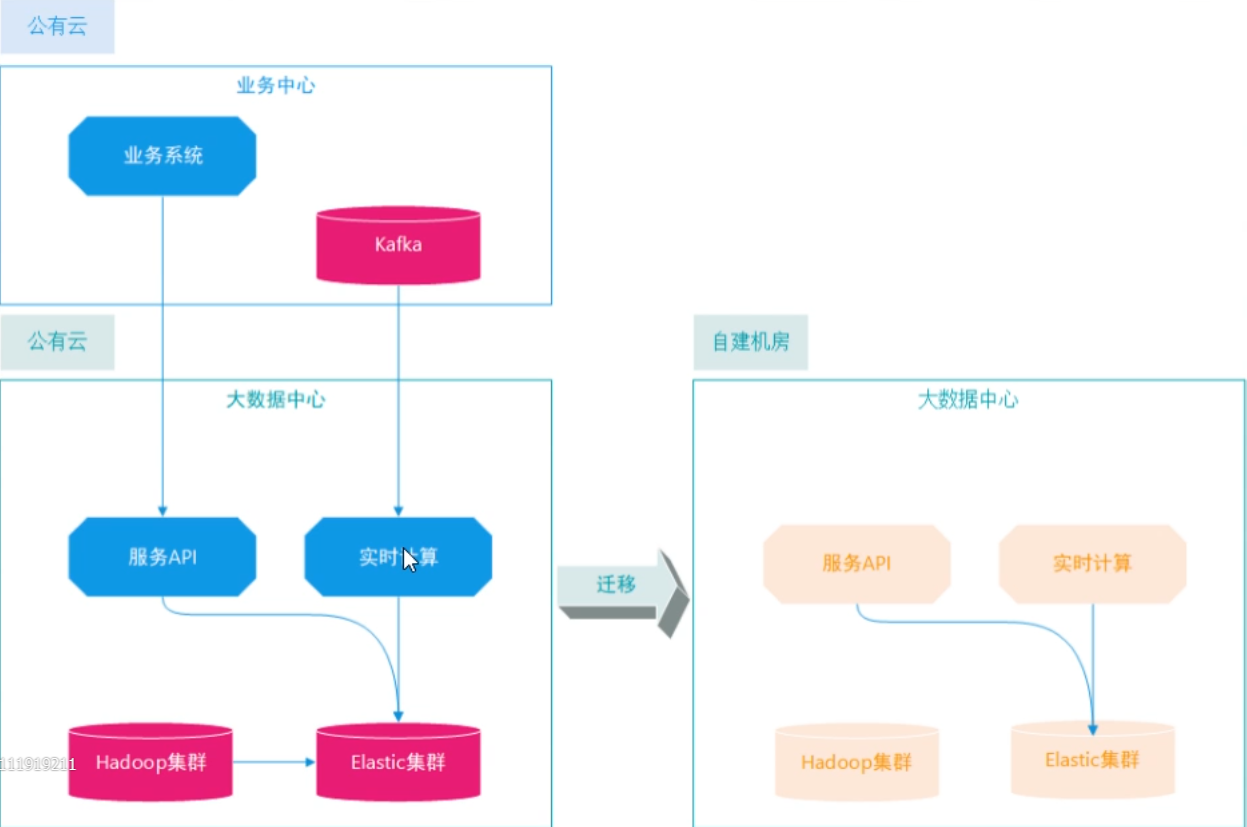 公有云
业务中心
业务系统
Kafka
公有云
自建机房
大数据中心
大数据中心
服务API
实时计算
迁移
服务API
实时计算
Hadoop集群
Elastic集群
Hadoop集群
Elastic集群
111919211